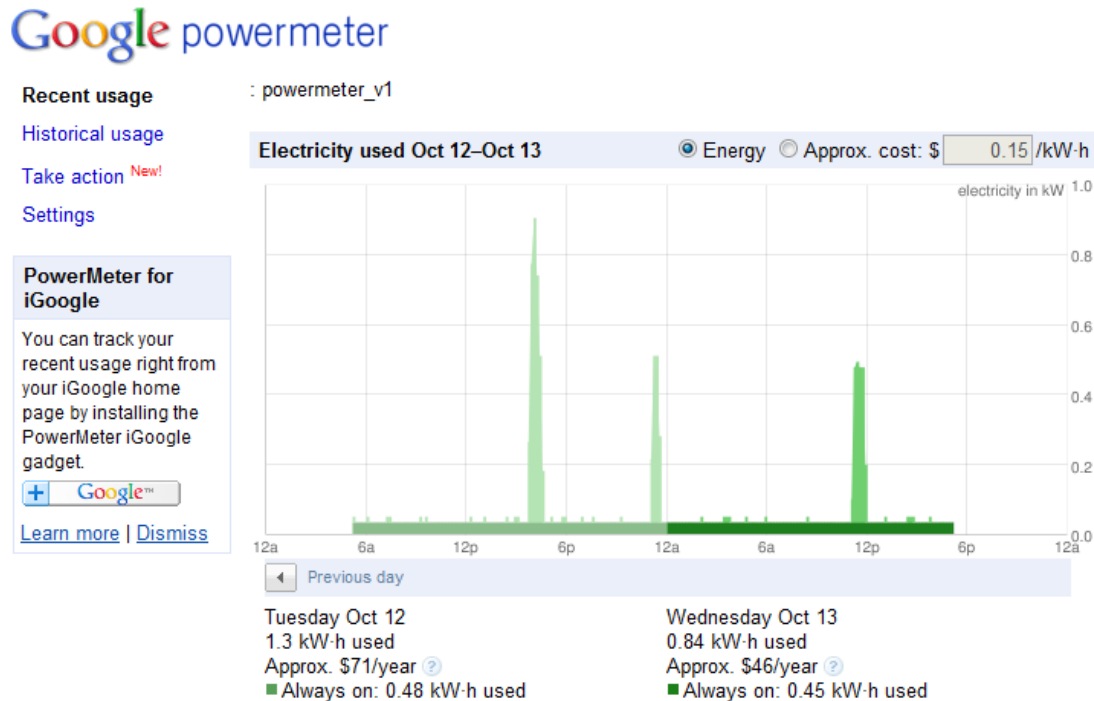 Google powermeter
Recent usage
Historical usage
Take action New!
Settings
PowerMeter for
iGoogle
You can track your
recent usage right from
your iGoogle home
page by installing the
PowerMeter iGoogle
gadget.
+ Google™
Learn more | Dismiss
: powermeter_v1
Electricity used Oct 12–Oct 13
Energy Approx. cost: $ 0.15 /kW·h
electricity in kW 1.0
0.8
0.6
0.4
0.2
0.0
12a 6a 12p 6p 12a 6a 12p 6p 12a
Previous day
Tuesday Oct 12
1.3 kW·h used
Approx. $71/year ?
Always on: 0.48 kW·h used
Wednesday Oct 13
0.84 kW·h used
Approx. $46/year ?
Always on: 0.45 kW·h used